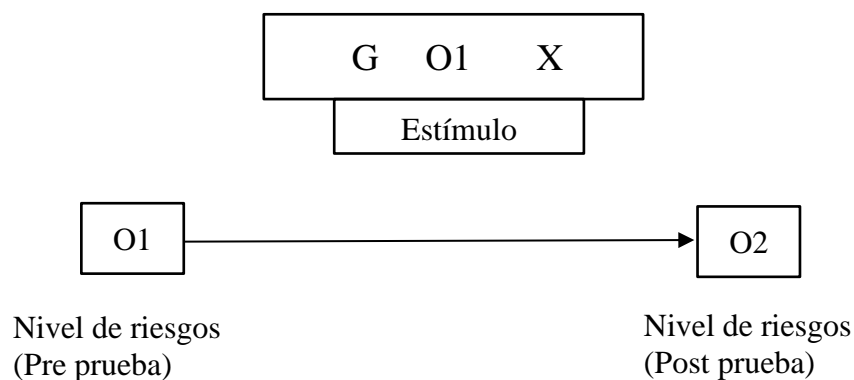 G O1 X
Estímulo
O1
O2
Nivel de riesgos
(Pre prueba)
Nivel de riesgos
(Post prueba)